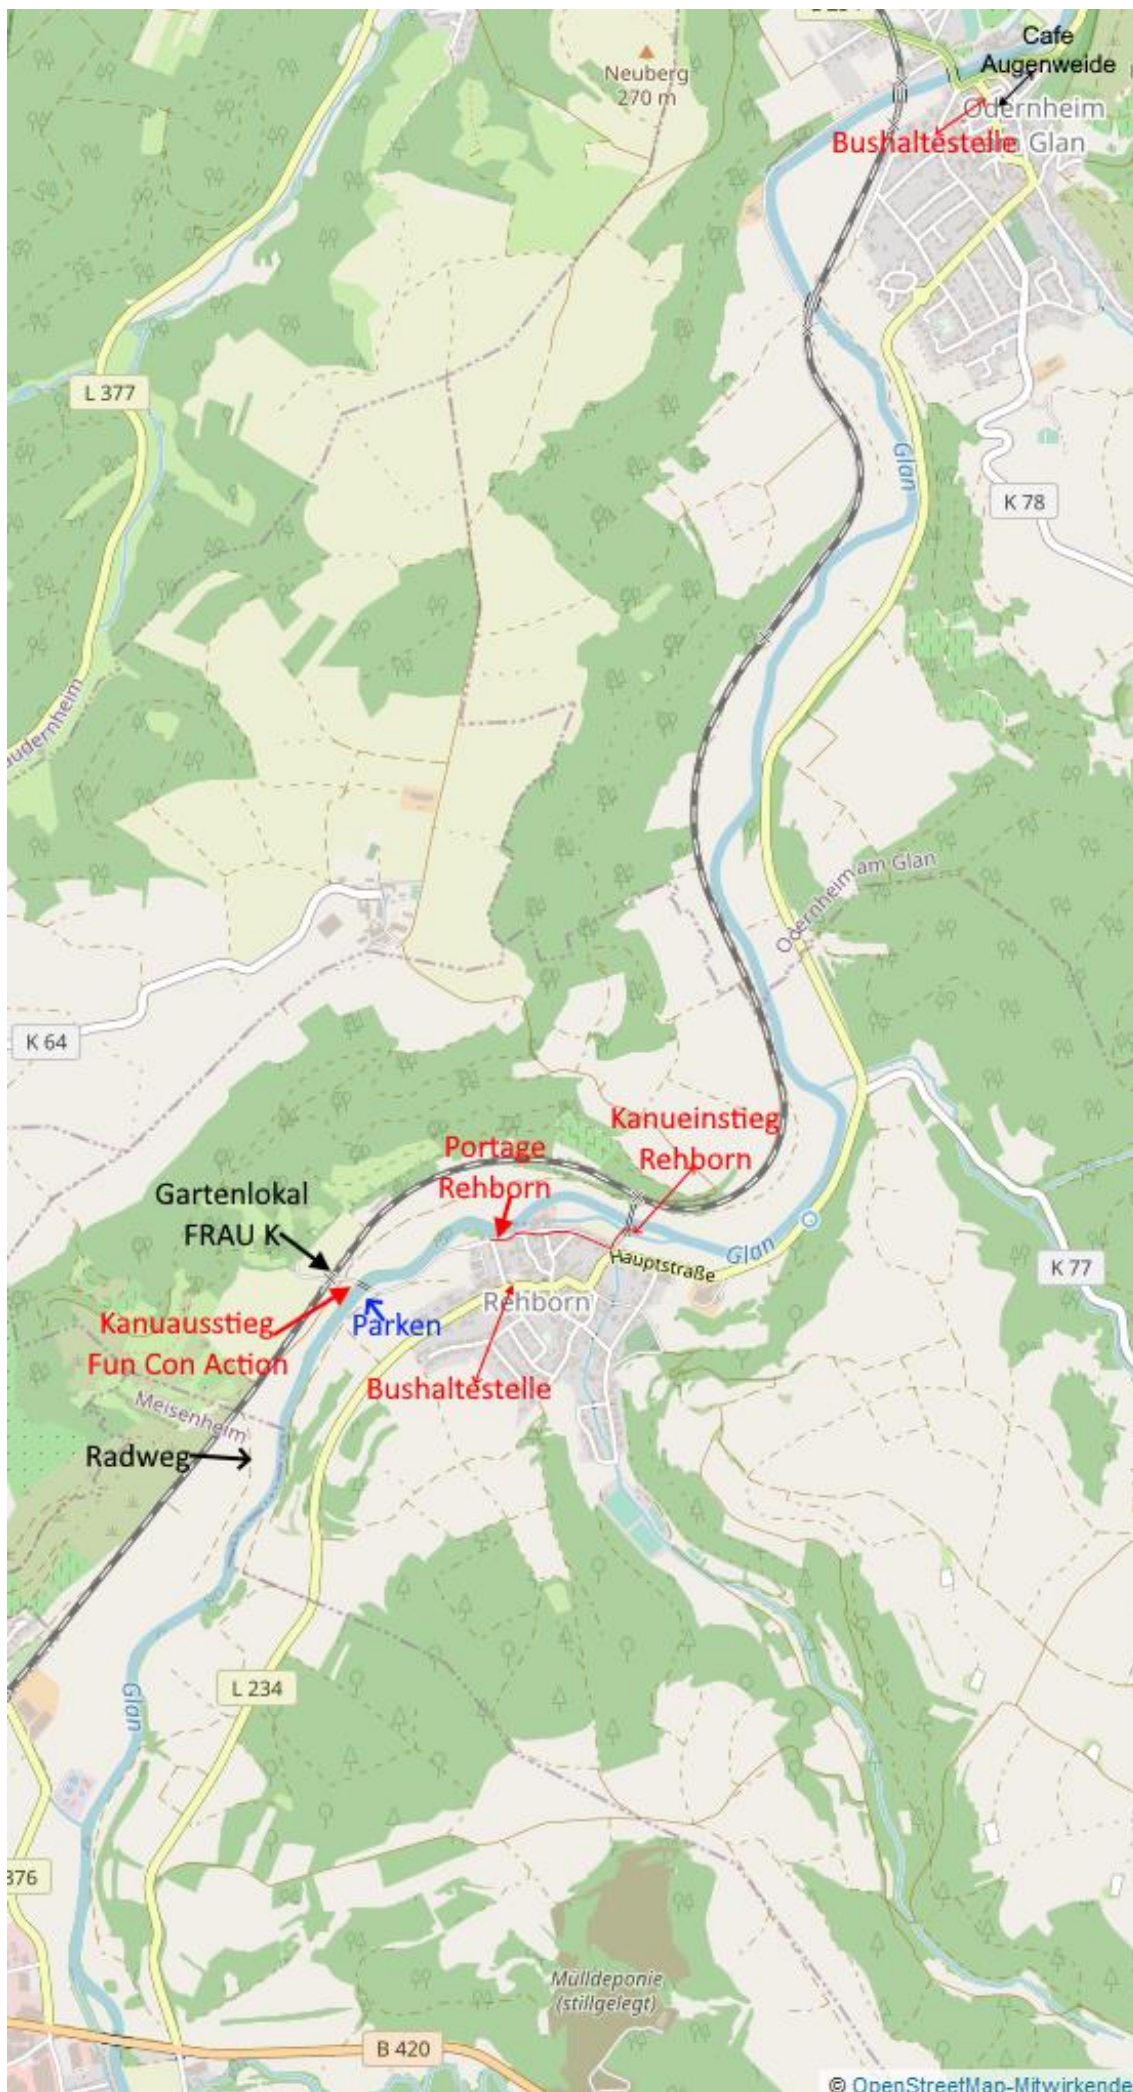 Cafe
Augenweide
Neuberg
270 m
Odernheim
am Glan
Bushaltestelle
L 377
Glan
K 78
Odernheim am Glan
K 64
Kanueinstieg
Rehborn
Portage
Rehborn
Gartenlokal
FRAU K
Glan
Hauptstraße
K 77
Rehborn
Kanuausstieg
Fun Con Action
Parken
Bushaltestelle
Meisenheim
Radweg
L 234
Glan
376
Mülldeponie
(stillgelegt)
B 420
© OpenStreetMap-Mitwirkende